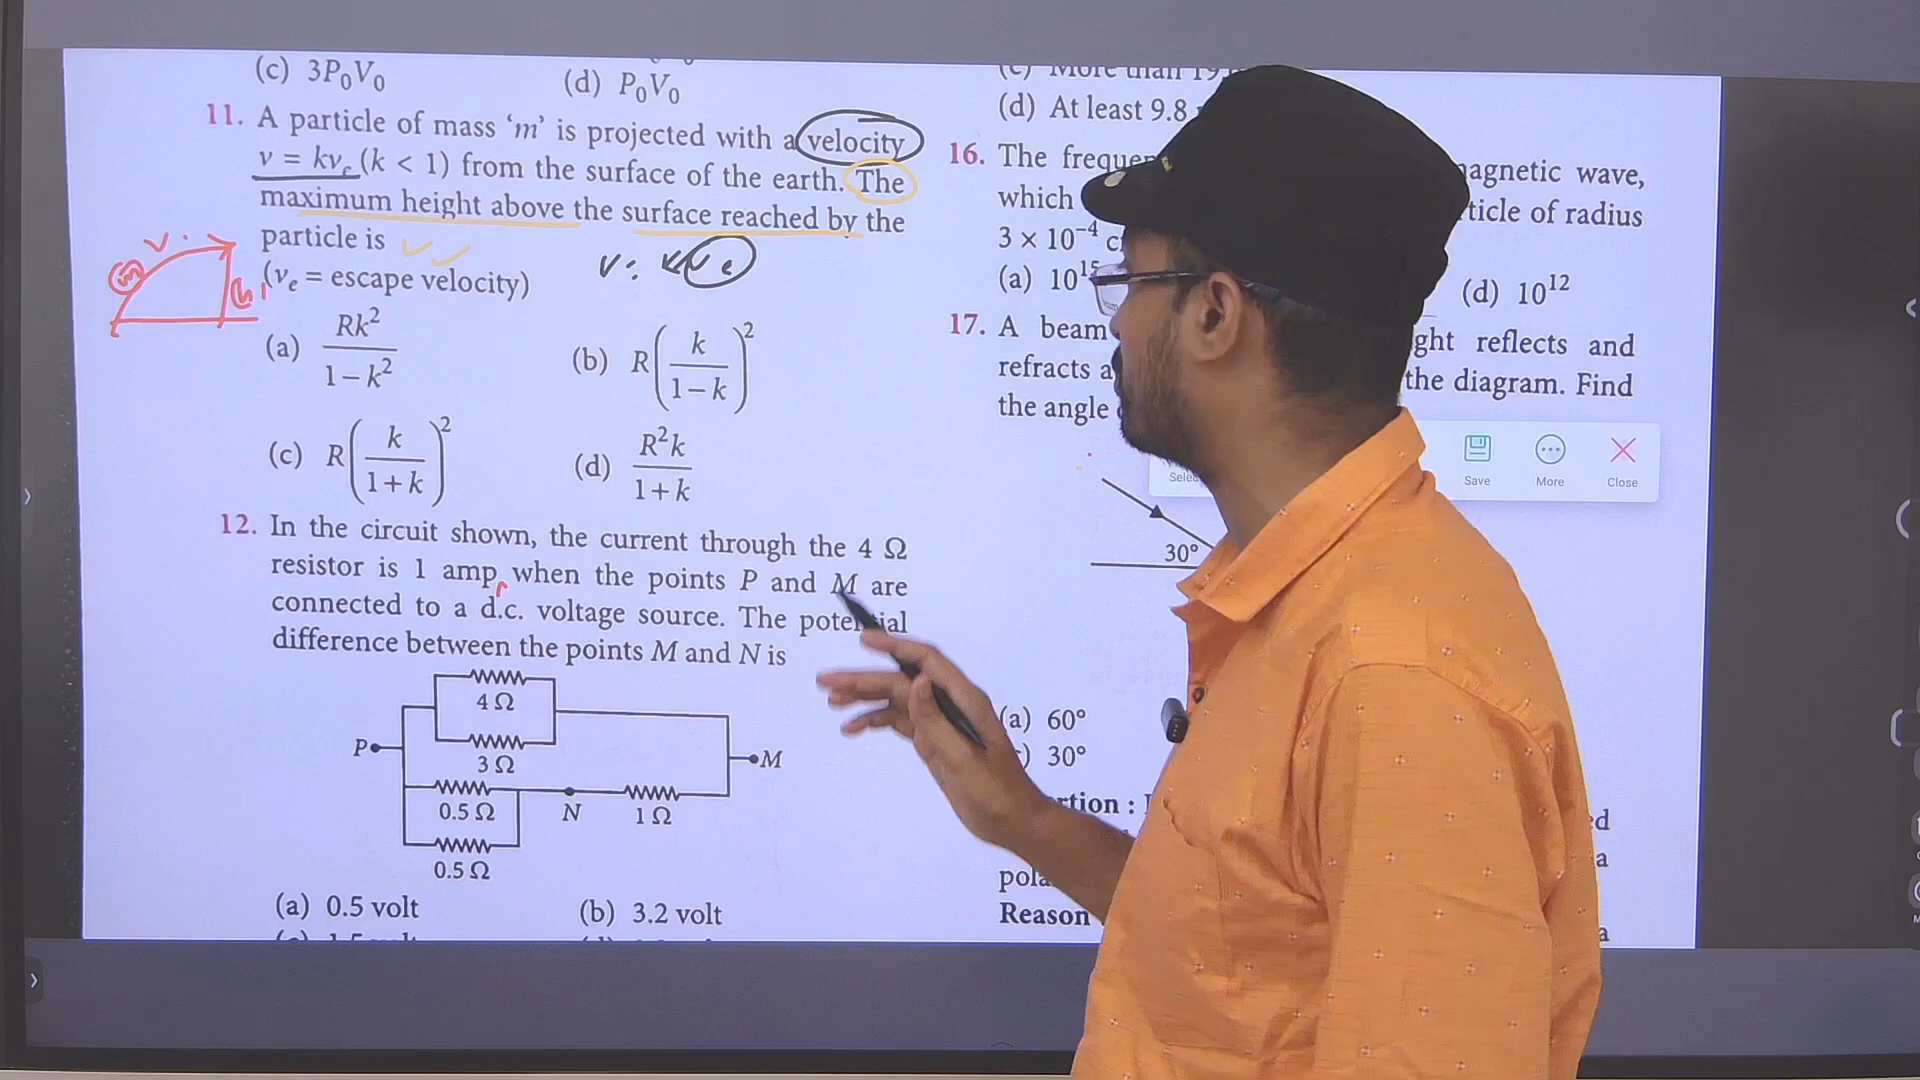 (c) 3P₀V₀ (d) P₀V₀
11. A particle of mass ‘m’ is projected with a velocity
v = kvₑ (k < 1) from the surface of the earth. The
maximum height above the surface reached by the
particle is
(vₑ = escape velocity)
v
m
h
v = kvₑ
(a) Rk²/(1−k²) (b) R(k/(1−k))²
(c) R(k/(1+k))² (d) R²k/(1+k)
12. In the circuit shown, the current through the 4 Ω
resistor is 1 amp when the points P and M are
connected to a d.c. voltage source. The potential
difference between the points M and N is
4 Ω
P
3 Ω
M
0.5 Ω N 1 Ω
0.5 Ω
(a) 0.5 volt (b) 3.2 volt
(c) More than 19
(d) At least 9.8
16. The magnetic wave,
which of radius
3 × 10⁻⁴
(a) 10¹⁵ (d) 10¹²
17. A beam reflects and
refracts the diagram. Find
the angle
Save
More
Close
30°
(a) 60°
30°
Reason